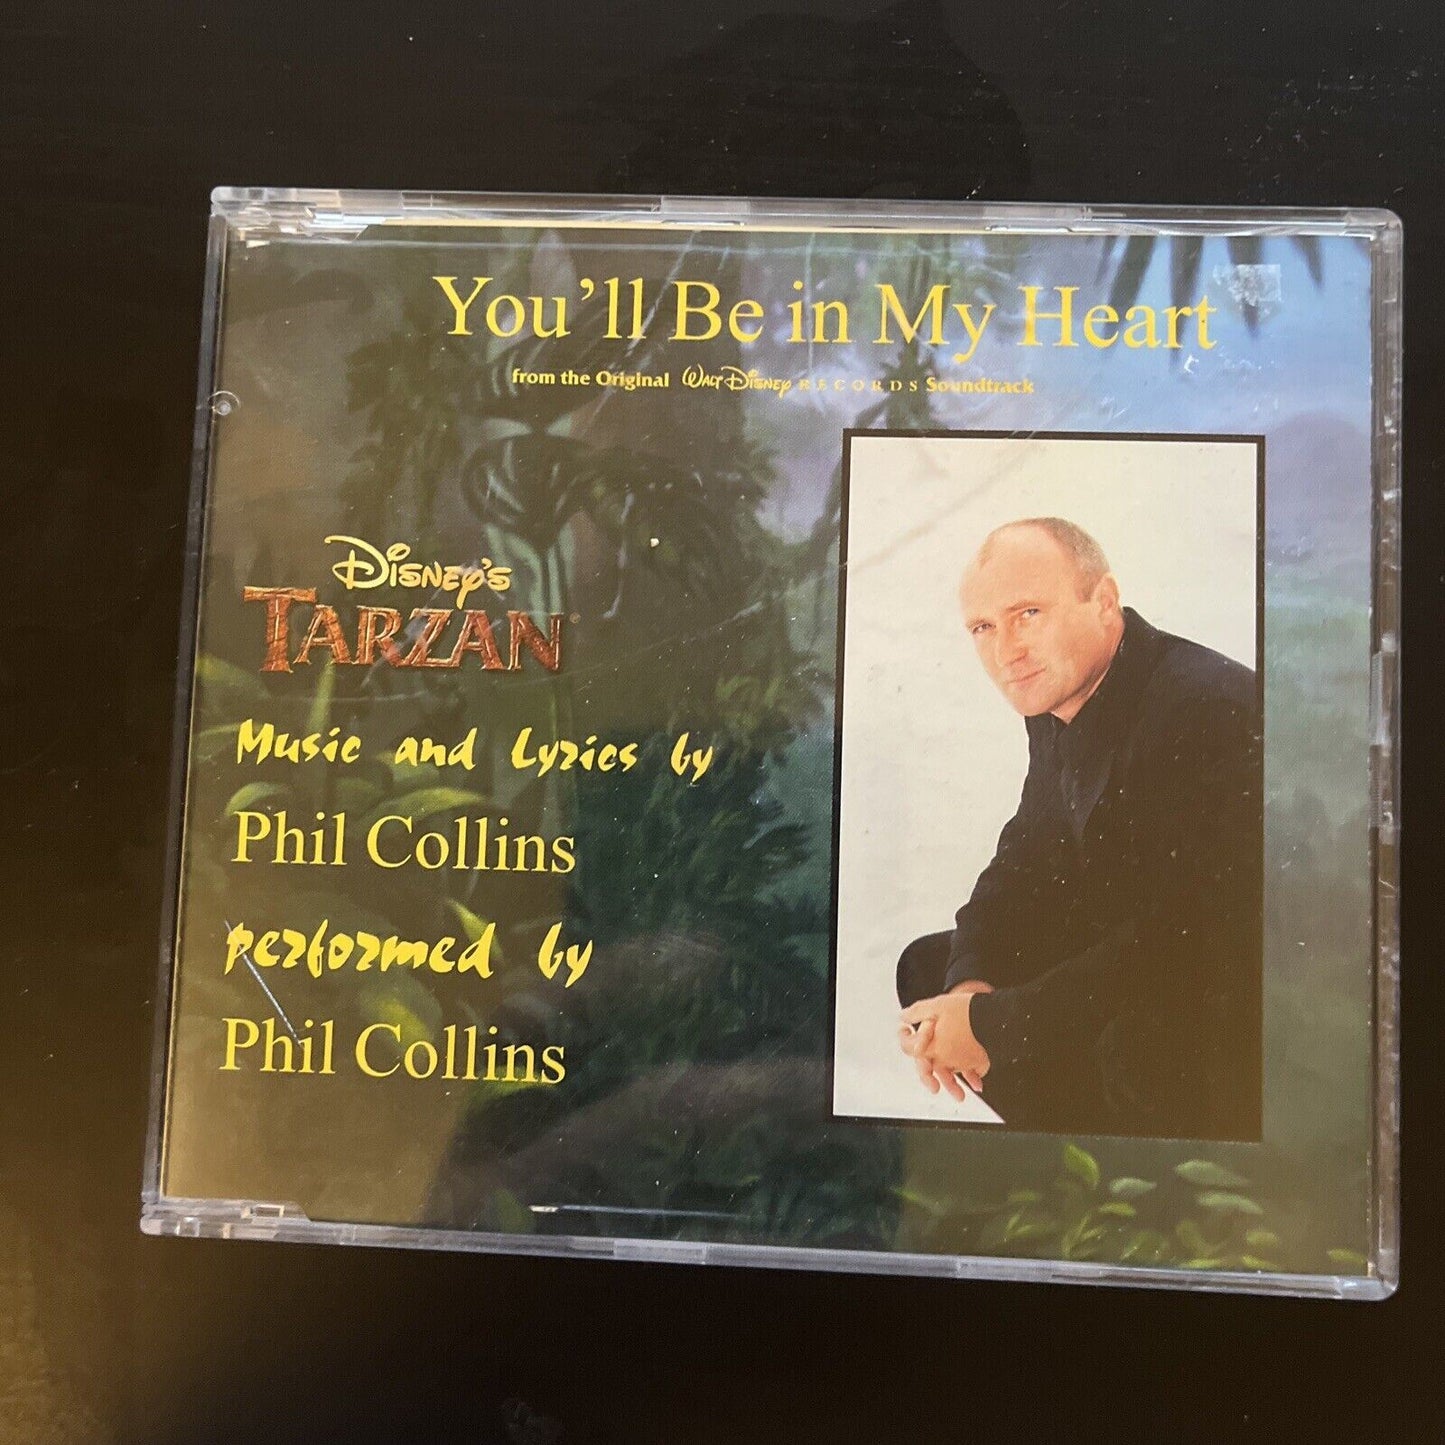 You'll Be in My Heart
from the Original WALT DISNEY RECORDS Soundtrack
DISNEY'S
TARZAN®
Music and Lyrics by
Phil Collins
performed by
Phil Collins